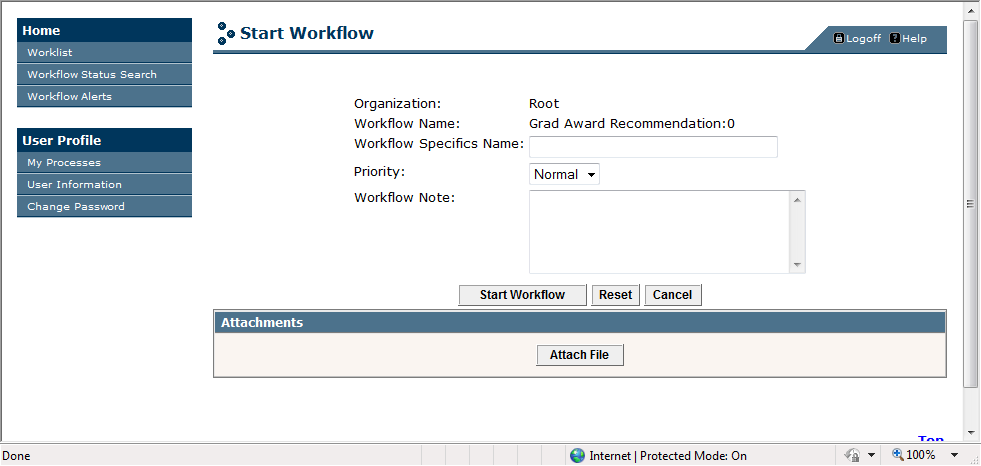 Home
Worklist
Workflow Status Search
Workflow Alerts
User Profile
My Processes
User Information
Change Password
Start Workflow
Logoff Help
Organization: Root
Workflow Name: Grad Award Recommendation:0
Workflow Specifics Name:
Priority: Normal
Workflow Note:
Start Workflow Reset Cancel
Attachments
Attach File
Top
Done Internet | Protected Mode: On 100%